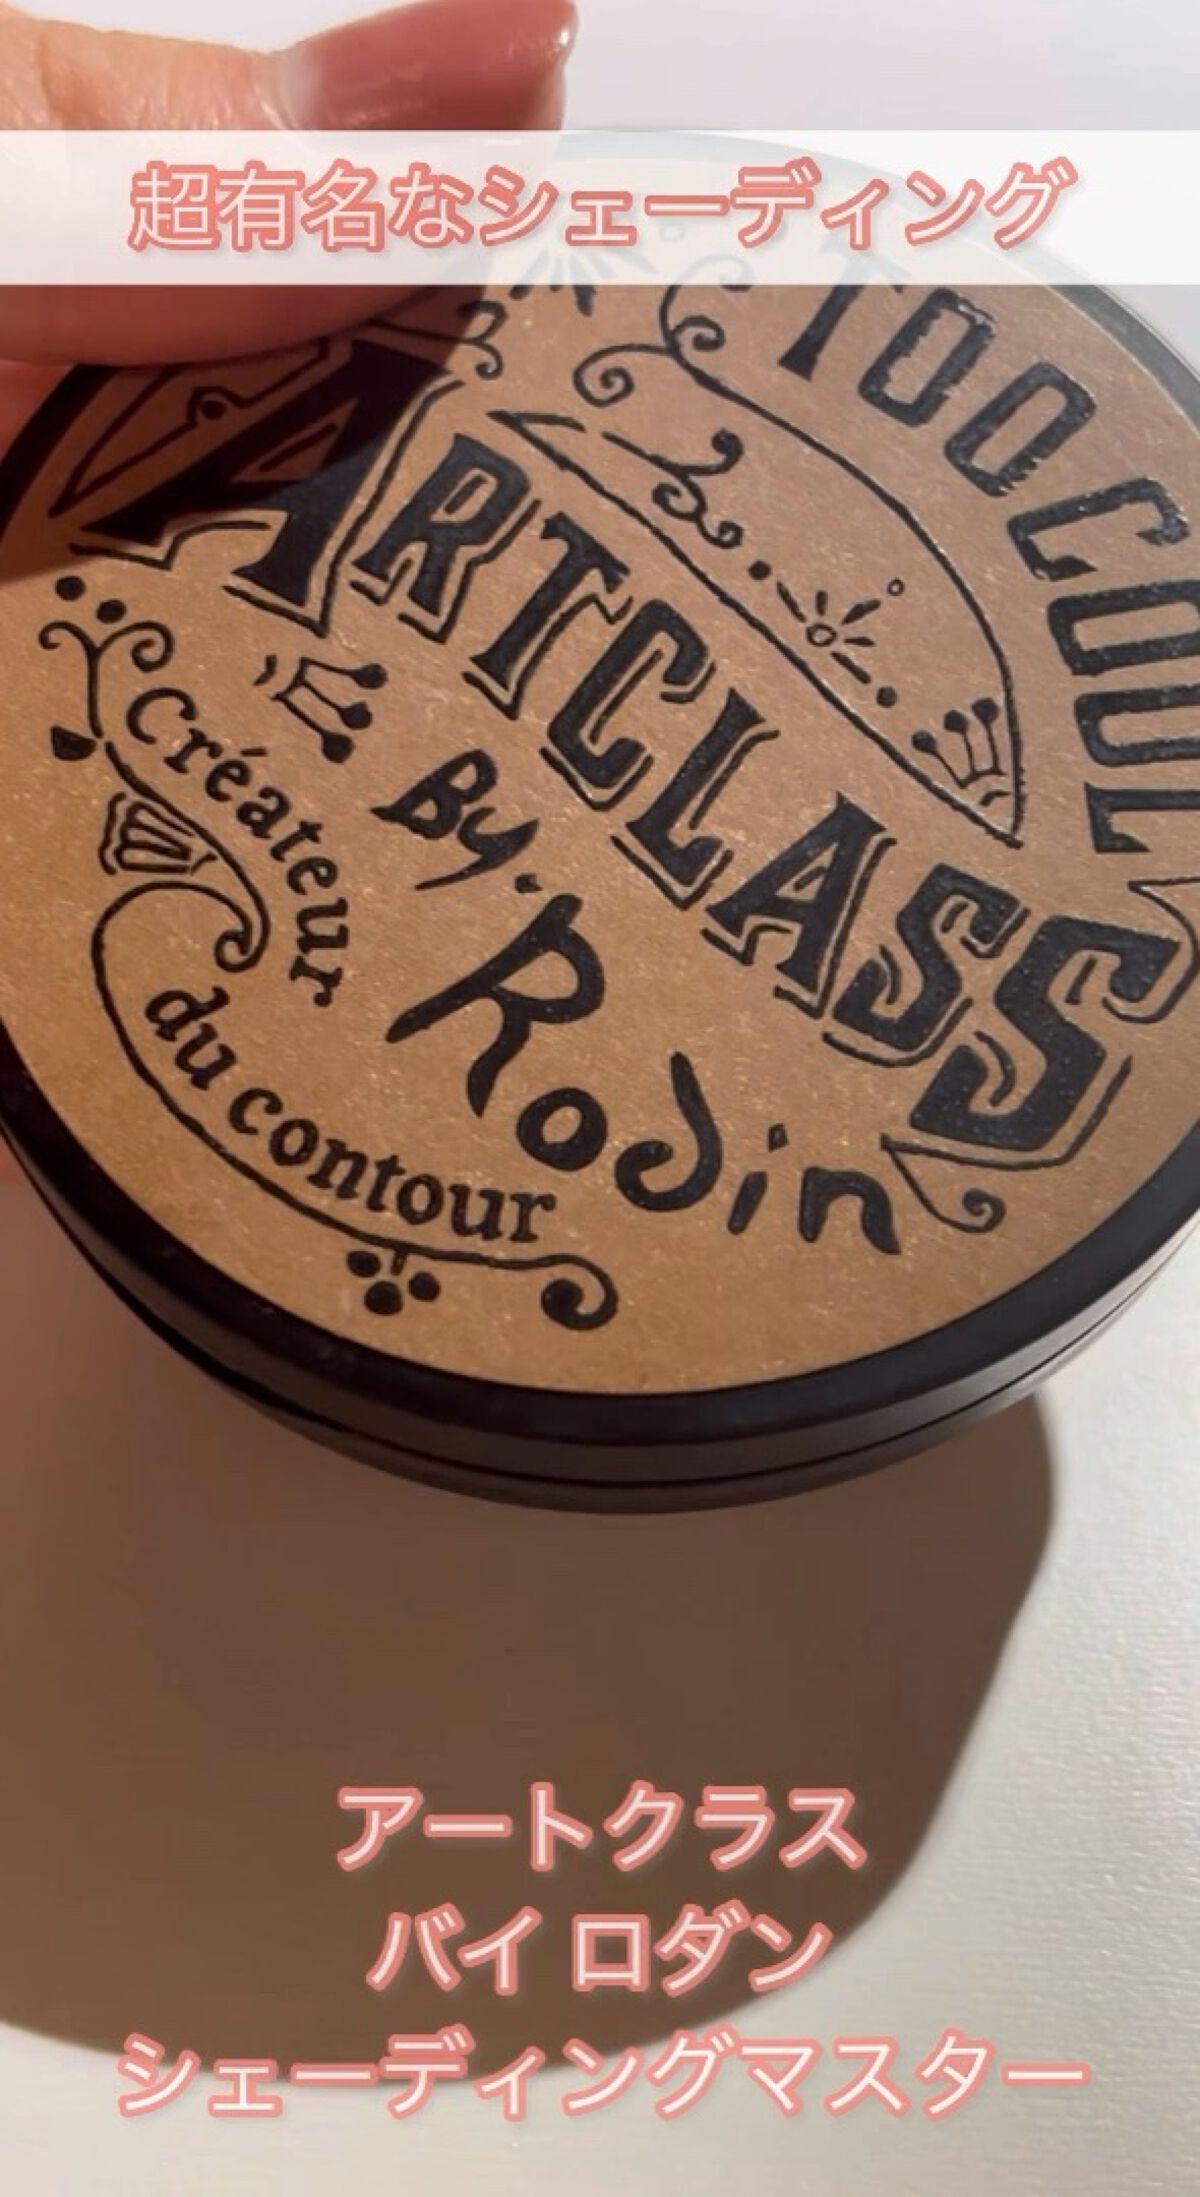 超有名なシェーディング
TOO COOL
ARTCLASS
By. Rodin
Créateur
du contour
アートクラス
バイ ロダン
シェーディングマスター